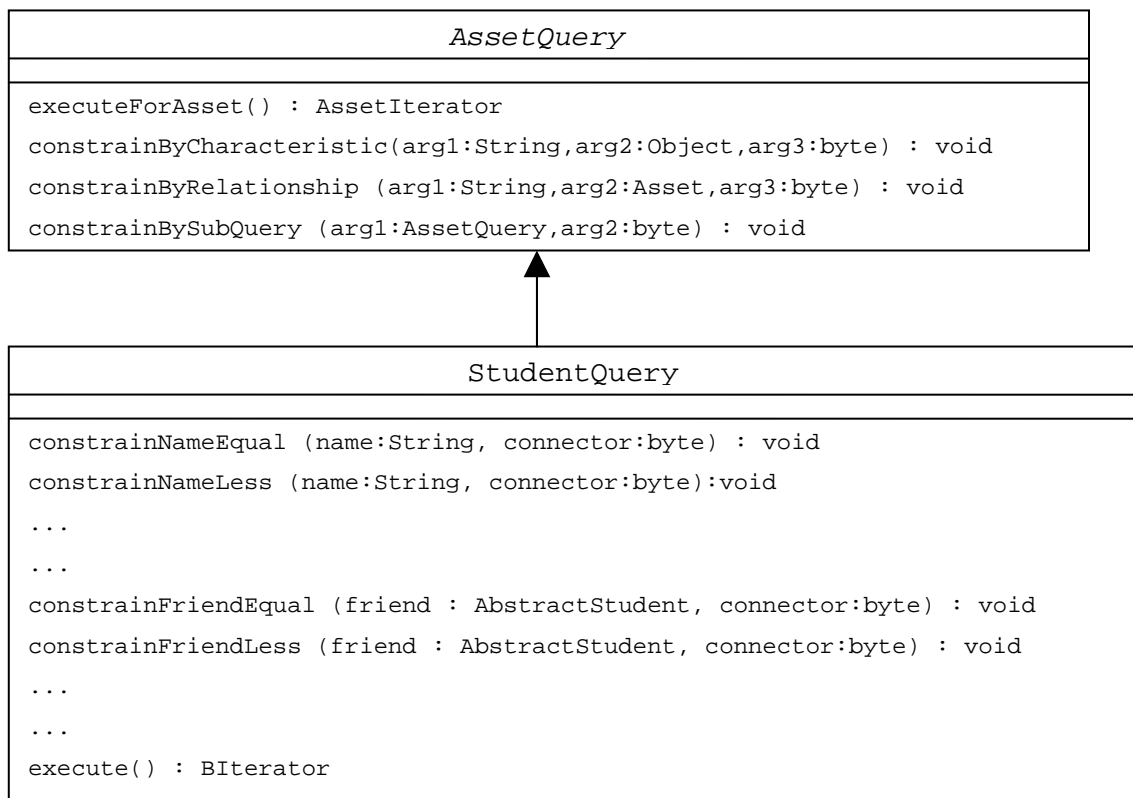 AssetQuery
executeForAsset() : AssetIterator
constrainByCharacteristic(arg1:String,arg2:Object,arg3:byte) : void
constrainByRelationship (arg1:String,arg2:Asset,arg3:byte) : void
constrainBySubQuery (arg1:AssetQuery,arg2:byte) : void
StudentQuery
constrainNameEqual (name:String, connector:byte) : void
constrainNameLess (name:String, connector:byte):void
...
...
constrainFriendEqual (friend : AbstractStudent, connector:byte) : void
constrainFriendLess (friend : AbstractStudent, connector:byte) : void
...
...
execute() : BIterator